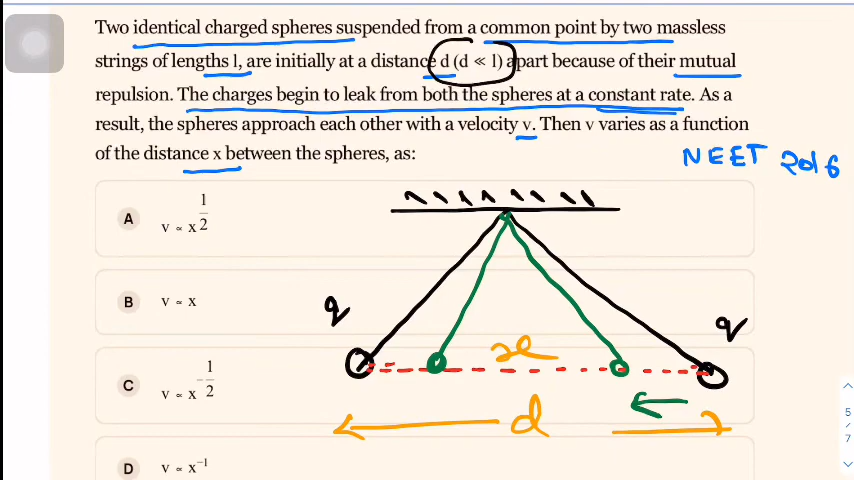 Two identical charged spheres suspended from a common point by two massless
strings of lengths l, are initially at a distance d (d ≪ l) apart because of their mutual
repulsion. The charges begin to leak from both the spheres at a constant rate. As a
result, the spheres approach each other with a velocity v. Then v varies as a function
of the distance x between the spheres, as:
NEET 2016
A v ∝ x^{1/2}
B v ∝ x
q
q
x
C v ∝ x^{-1/2}
d
D v ∝ x^{-1}
5
/
7